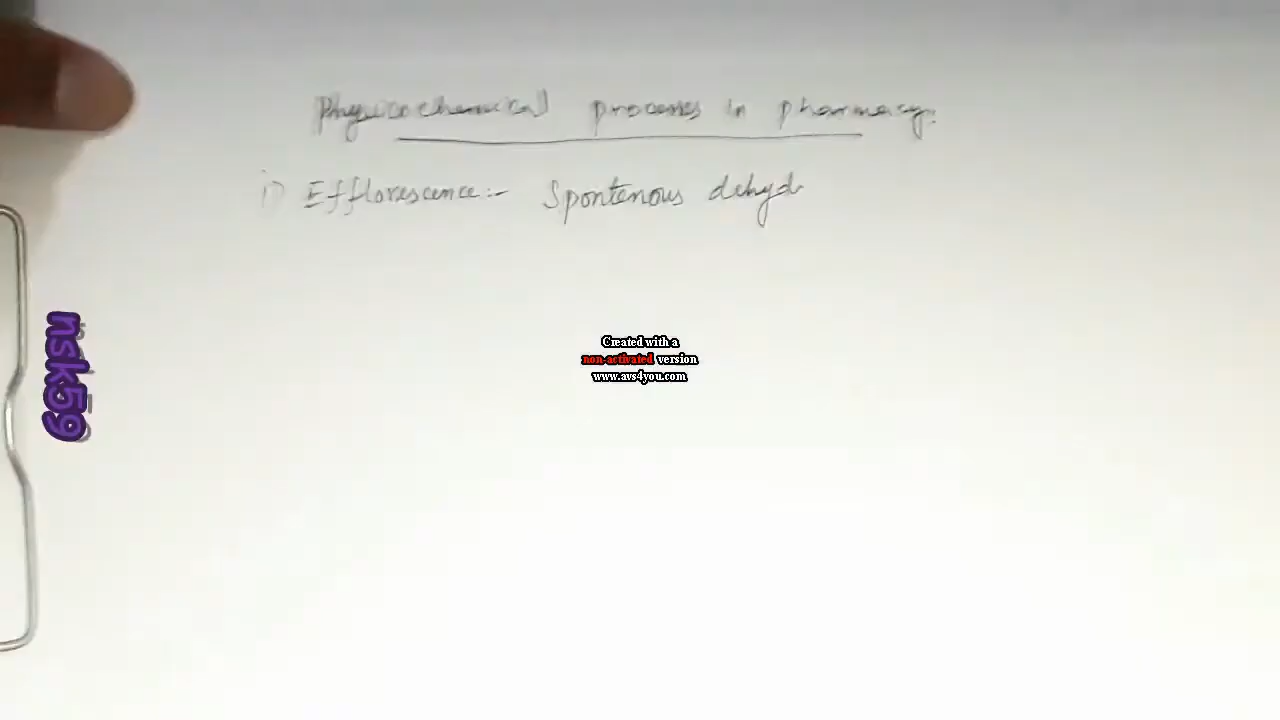 Physicochemical processes in pharmacy:
i) Efflorescence:- Spontenous dehyd
Created with a
non-activated version
www.avs4you.com
nsk59